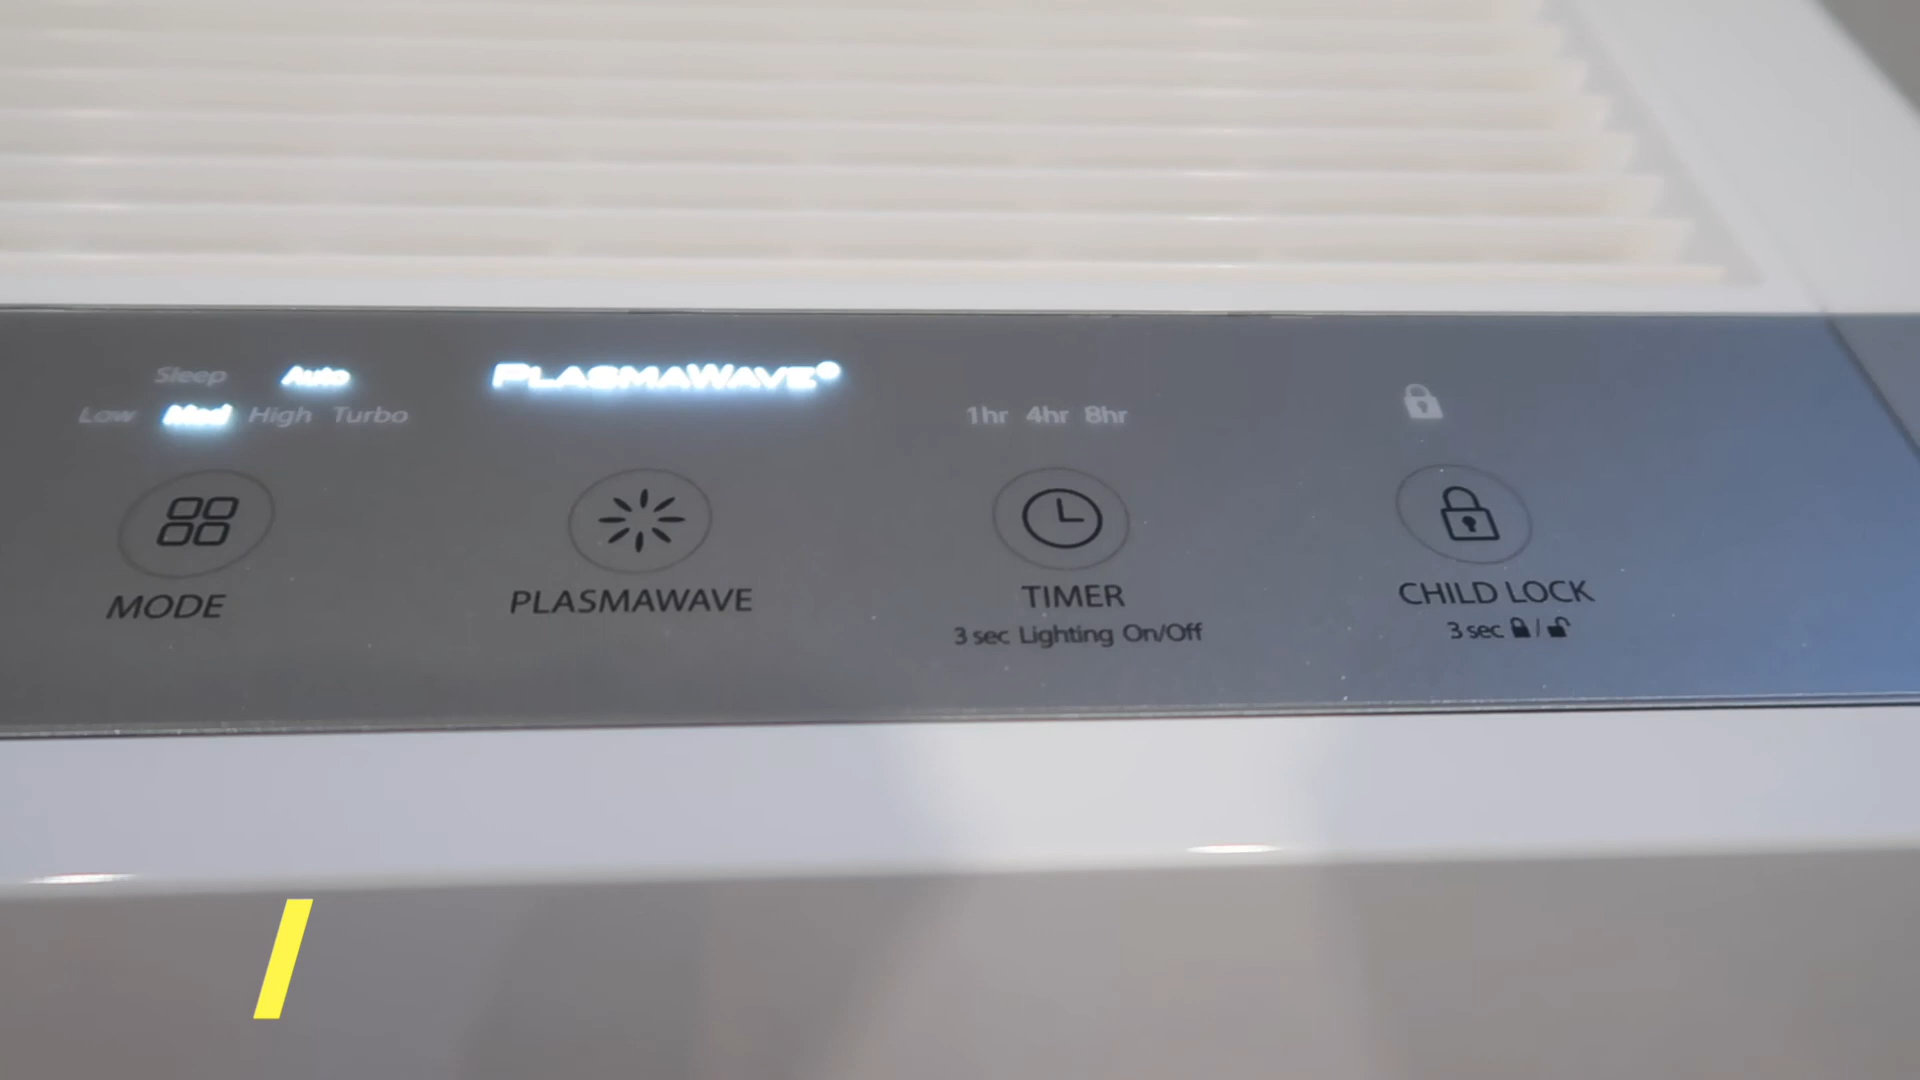 Sleep Auto
Low Med High Turbo
PLASMAWAVE®
1hr 4hr 8hr
MODE
PLASMAWAVE
TIMER
3 sec Lighting On/Off
CHILD LOCK
3 sec /